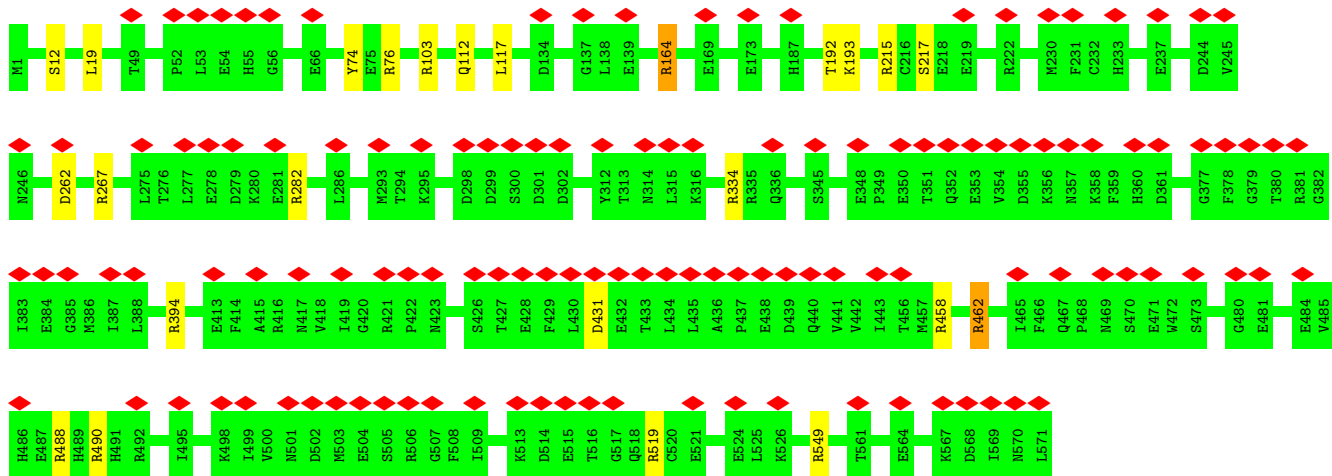 M1 S12 L19 T49 P52 L53 E54 H55 G56 E66 Y74 E75 R76 R103 Q112 L117 D134 G137 L138 E139 R164 E169 E173 H187 T192 K193 R215 C216 S217 E218 E219 R222 M230 F231 C232 H233 E237 D244 V245
N246 D262 R267 L275 T276 L277 E278 D279 K280 E281 R282 L286 M293 T294 K295 D298 D299 S300 D301 D302 Y312 T313 N314 L315 K316 R334 R335 Q336 S345 E348 P349 E350 T351 Q352 E353 V354 D355 K356 N357 K358 F359 H360 D361 G377 F378 G379 T380 R381 G382
I383 E384 G385 M386 I387 L388 R394 E413 F414 A415 R416 N417 V418 I419 G420 R421 P422 N423 S426 T427 E428 F429 L430 D431 E432 T433 L434 L435 A436 P437 E438 D439 Q440 V441 V442 I443 T456 M457 R458 R462 I465 F466 Q467 P468 N469 S470 E471 W472 S473 G480 E481 E484 V485
H486 E487 R488 H489 R490 H491 R492 I495 K498 I499 V500 N501 D502 M503 E504 S505 R506 G507 F508 I509 K513 D514 E515 T516 G517 Q518 R519 C520 E521 E524 L525 K526 R549 T561 E564 K567 D568 I569 N570 L571